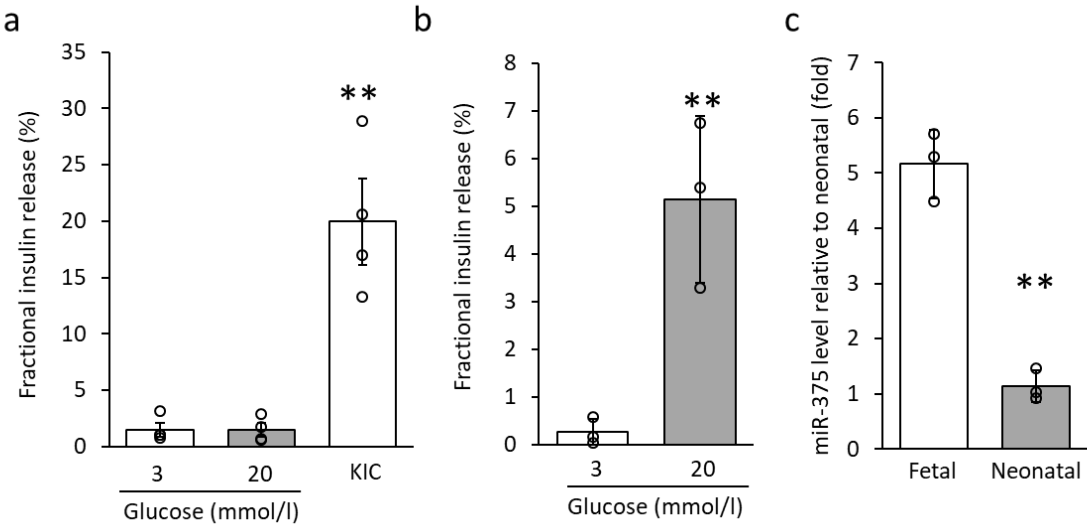 a
Fractional insulin release (%)
35
30
25
20
15
10
5
0
**
3
20
KIC
Glucose (mmol/l)
b
Fractional insulin release (%)
8
7
6
5
4
3
2
1
0
**
3
20
Glucose (mmol/l)
c
miR-375 level relative to neonatal (fold)
7
6
5
4
3
2
1
0
**
Fetal
Neonatal